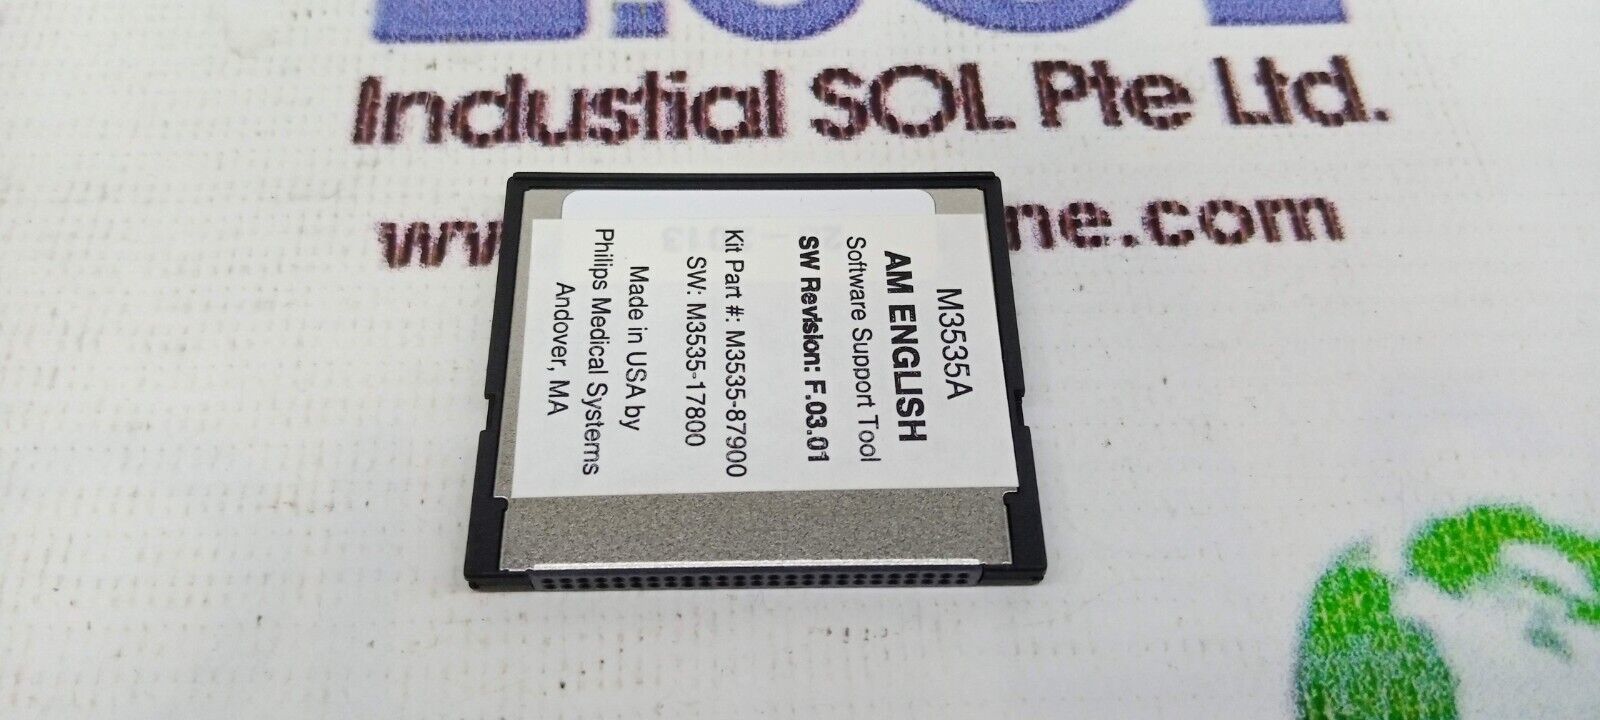 Industial SOL Pte Ltd.
ne.com
M3535A
AM ENGLISH
Software Support Tool
SW Revision: F.03.01
Kit Part #: M3535-87900
SW: M3535-17800
Made in USA by
Philips Medical Systems
Andover, MA